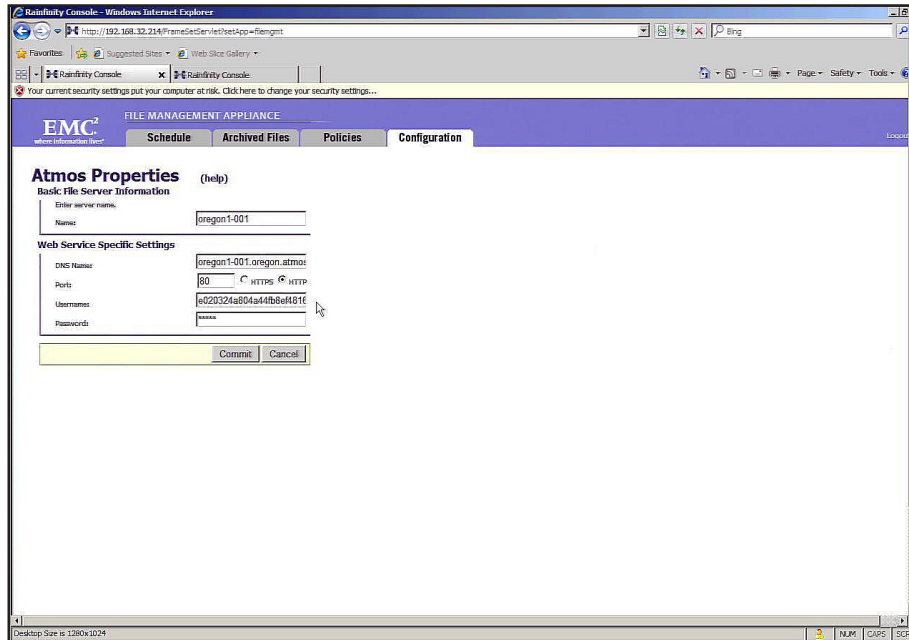 Rainfinity Console - Windows Internet Explorer
http://192.168.32.214/FrameSetServlet?setApp=filemgmt
Bing
Favorites Suggested Sites Web Slice Gallery
Rainfinity Console x Rainfinity Console Page Safety Tools
Your current security settings put your computer at risk. Click here to change your security settings...
EMC² FILE MANAGEMENT APPLIANCE
where information lives®
Schedule Archived Files Policies Configuration
Atmos Properties (help)
Basic File Server Information
Enter server name.
Name: oregon1-001
Web Service Specific Settings
DNS Name: oregon1-001.oregon.atmos
Port: 80 HTTPS HTTP
Username: e020324a804a44fb8ef4816
Password: *****
Commit Cancel
Desktop Size is 1280x1024 NUM CAPS